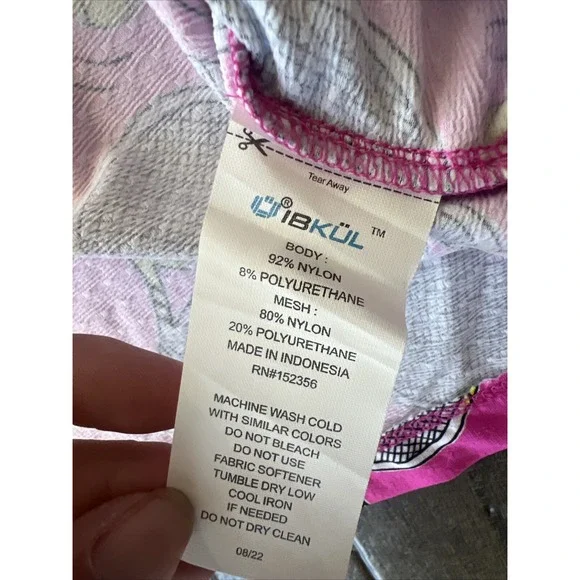 Tear Away
® IBKÜL ™
BODY :
92% NYLON
8% POLYURETHANE
MESH :
80% NYLON
20% POLYURETHANE
MADE IN INDONESIA
RN#152356
MACHINE WASH COLD
WITH SIMILAR COLORS
DO NOT BLEACH
DO NOT USE
FABRIC SOFTENER
TUMBLE DRY LOW
COOL IRON
IF NEEDED
DO NOT DRY CLEAN
08/22